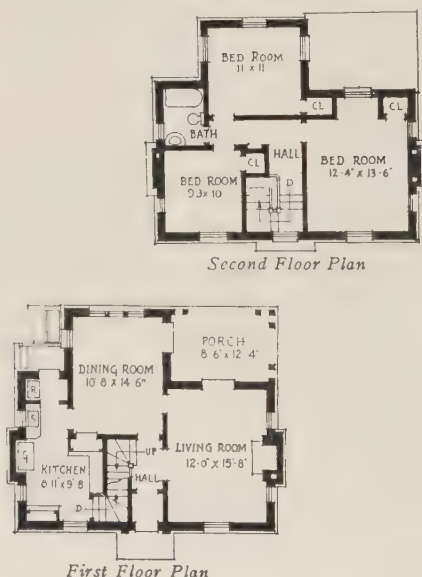 BED ROOM
11 x 11
CL
CL
BATH
CL
HALL
BED ROOM
12-4" x 13-6"
BED ROOM
9.3 x 10
D
Second Floor Plan
PORCH
8-6" x 12-4"
DINING ROOM
10'8 x 14'6"
R
S
UP
LIVING ROOM
12-0" x 15'-8"
KITCHEN
8'11" x 9'8
HALL
D
First Floor Plan